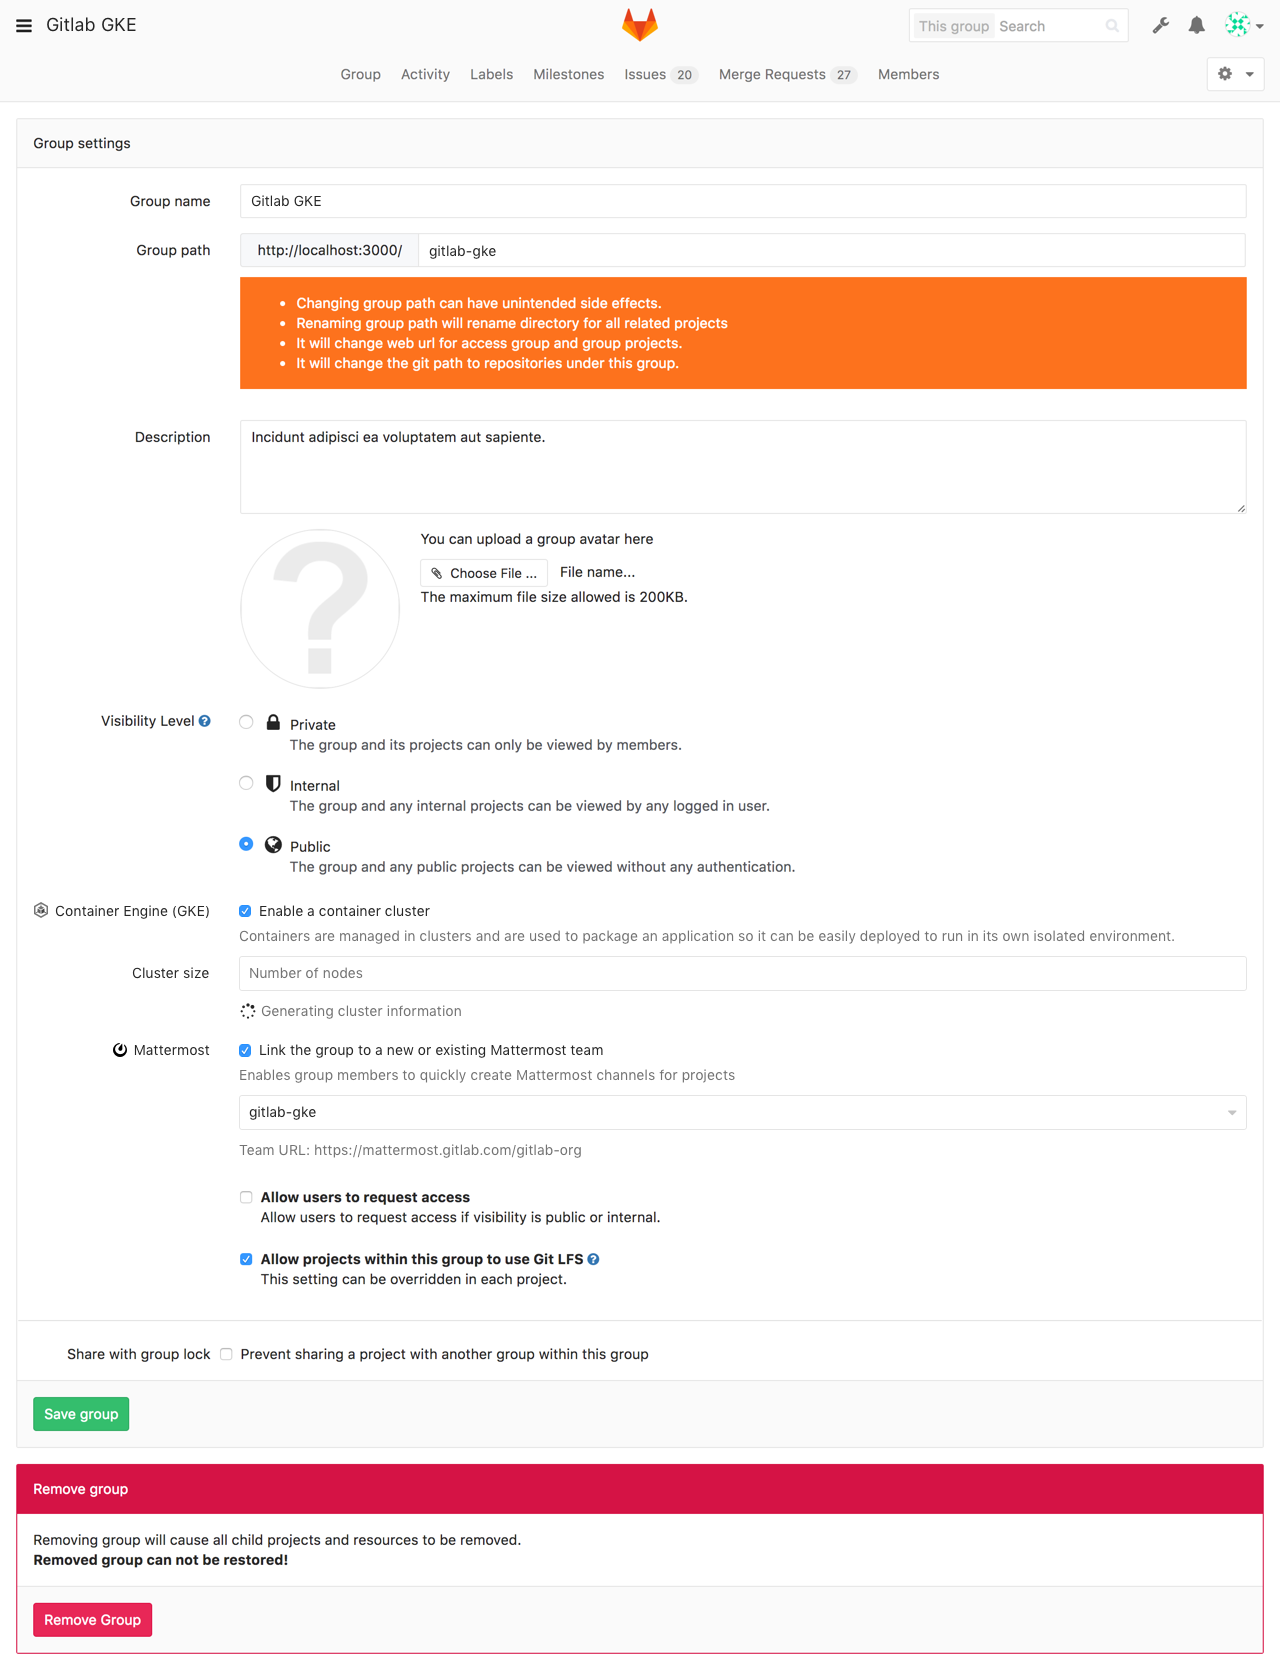 Gitlab GKE
This group Search
Group Activity Labels Milestones Issues 20 Merge Requests 27 Members
Group settings
Group name Gitlab GKE
Group path http://localhost:3000/ gitlab-gke
Changing group path can have unintended side effects.
Renaming group path will rename directory for all related projects
It will change web url for access group and group projects.
It will change the git path to repositories under this group.
Description Incidunt adipisci ea voluptatem aut sapiente.
You can upload a group avatar here
Choose File ... File name...
The maximum file size allowed is 200KB.
Visibility Level Private
The group and its projects can only be viewed by members.
Internal
The group and any internal projects can be viewed by any logged in user.
Public
The group and any public projects can be viewed without any authentication.
Container Engine (GKE) Enable a container cluster
Containers are managed in clusters and are used to package an application so it can be easily deployed to run in its own isolated environment.
Cluster size Number of nodes
Generating cluster information
Mattermost Link the group to a new or existing Mattermost team
Enables group members to quickly create Mattermost channels for projects
gitlab-gke
Team URL: https://mattermost.gitlab.com/gitlab-org
Allow users to request access
Allow users to request access if visibility is public or internal.
Allow projects within this group to use Git LFS
This setting can be overridden in each project.
Share with group lock Prevent sharing a project with another group within this group
Save group
Remove group
Removing group will cause all child projects and resources to be removed.
Removed group can not be restored!
Remove Group